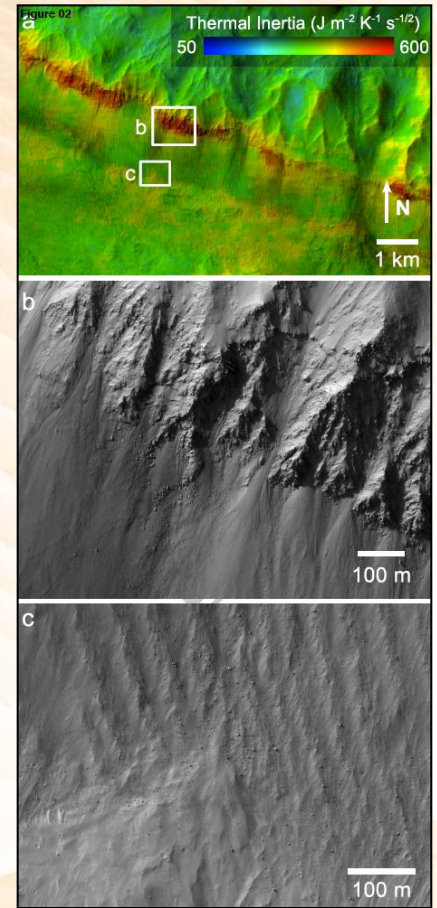 Figure 02
a
Thermal Inertia (J m⁻² K⁻¹ s⁻¹/²)
50
600
b
c
N
1 km
b
100 m
c
100 m